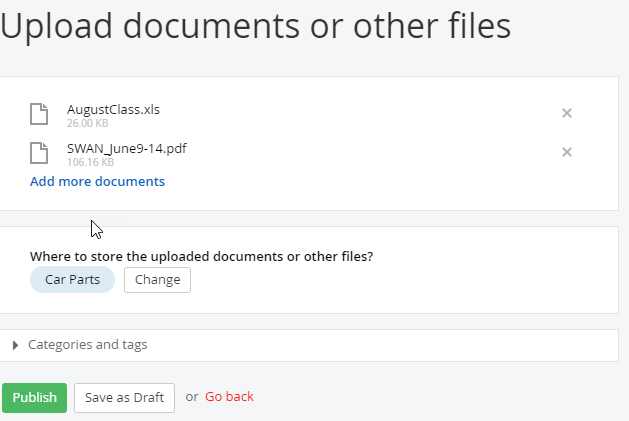 Upload documents or other files
AugustClass.xls
26.00 KB
SWAN_June9-14.pdf
106.16 KB
Add more documents
Where to store the uploaded documents or other files?
Car Parts Change
Categories and tags
Publish Save as Draft or Go back